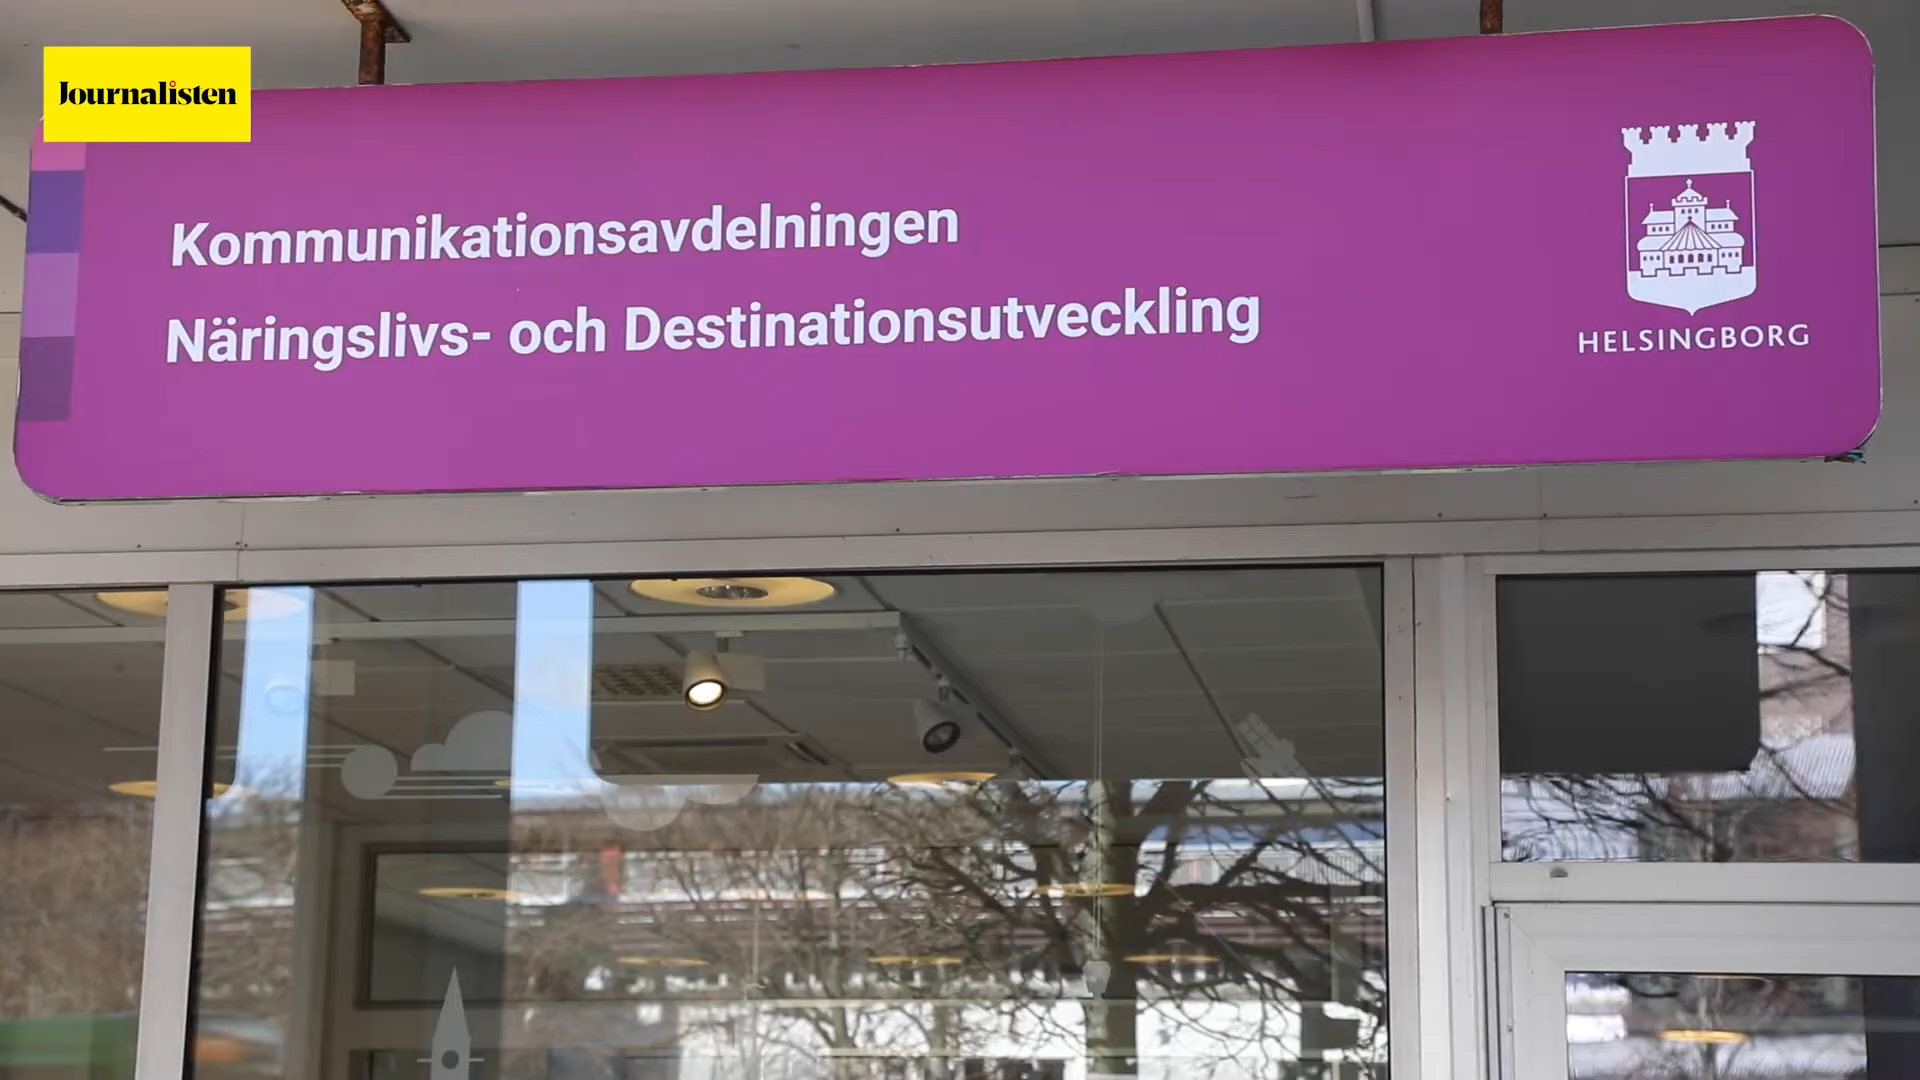 Journalisten
Kommunikationsavdelningen
Näringslivs- och Destinationsutveckling
HELSINGBORG